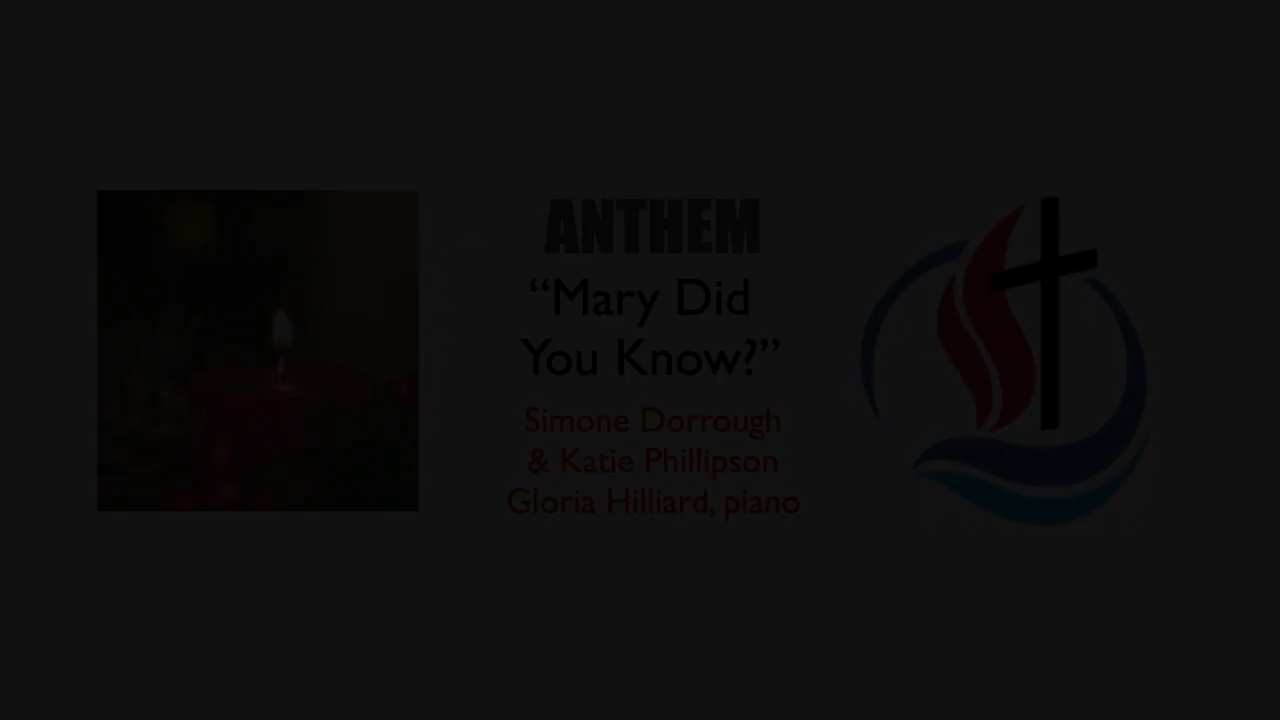 ANTHEM
“Mary Did
You Know?”
Simone Dorrough
& Katie Phillipson
Gloria Hilliard, piano